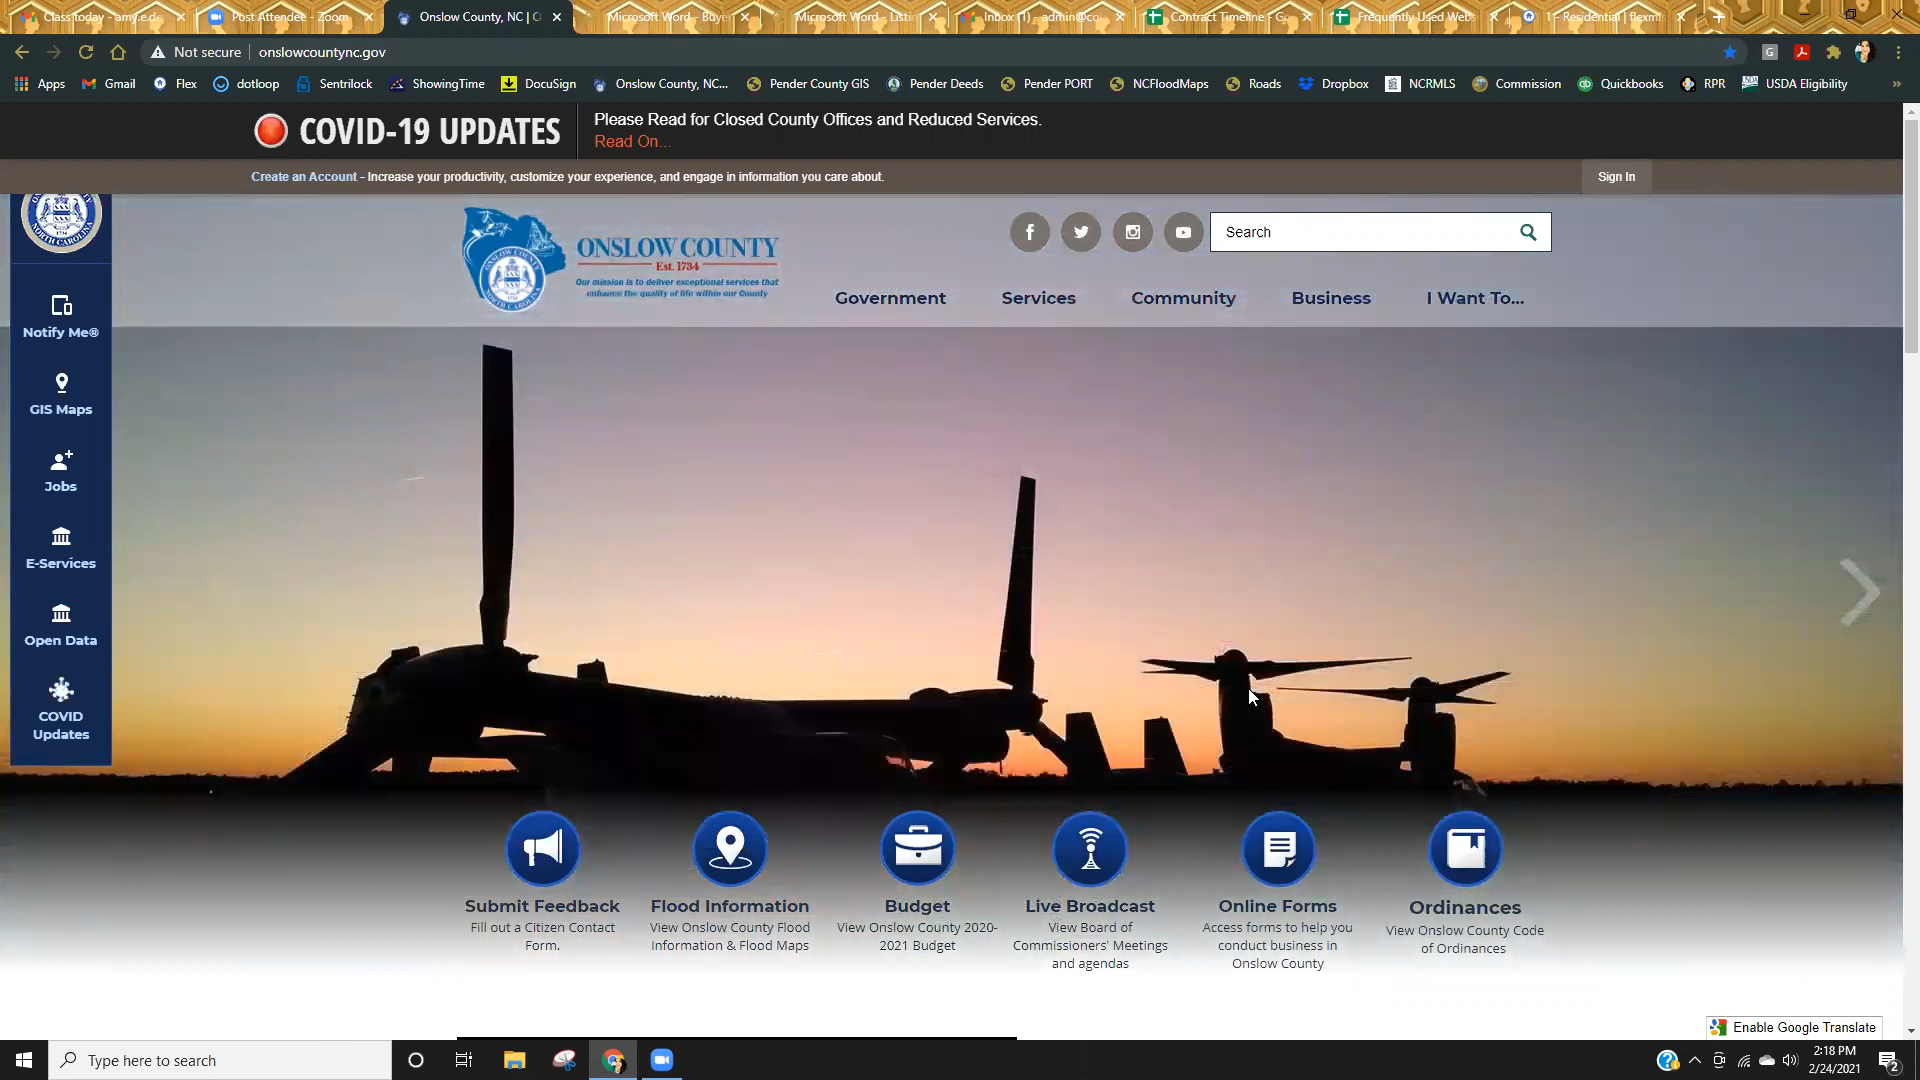 Class today - amy.e.de
Post Attendee - Zoom
Onslow County, NC | O
Microsoft Word - Buye
Microsoft Word - Listi
Inbox (1) - admin@co
Contract Timeline - Go
Frequently Used Webs
1 - Residential | flexmls
Not secure
onslowcountync.gov
Apps
Gmail
Flex
dotloop
Sentrilock
ShowingTime
DocuSign
Onslow County, NC...
Pender County GIS
Pender Deeds
Pender PORT
NCFloodMaps
Roads
Dropbox
NCRMLS
Commission
Quickbooks
RPR
USDA Eligibility
COVID-19 UPDATES
Please Read for Closed County Offices and Reduced Services.
Read On...
Create an Account - Increase your productivity, customize your experience, and engage in information you care about.
Sign In
NORTH CAROLINA
1734
ONSLOW COUNTY
Est. 1734
Our mission is to deliver exceptional services that
enhance the quality of life within our County
Search
Government
Services
Community
Business
I Want To...
Notify Me®
GIS Maps
Jobs
E-Services
Open Data
COVID
Updates
Submit Feedback
Fill out a Citizen Contact
Form.
Flood Information
View Onslow County Flood
Information & Flood Maps
Budget
View Onslow County 2020-
2021 Budget
Live Broadcast
View Board of
Commissioners' Meetings
and agendas
Online Forms
Access forms to help you
conduct business in
Onslow County
Ordinances
View Onslow County Code
of Ordinances
Enable Google Translate
Type here to search
2:18 PM
2/24/2021
2